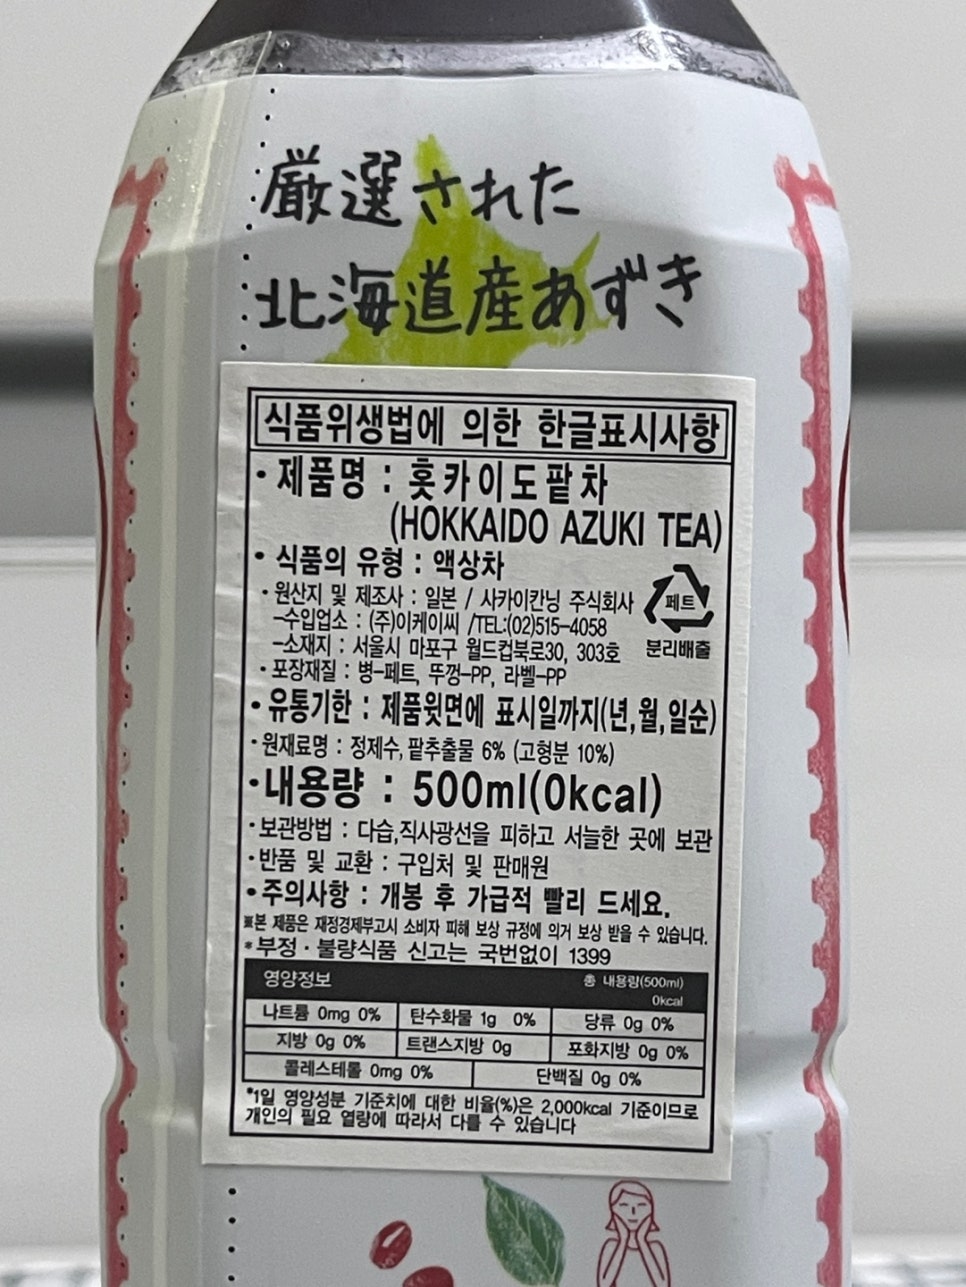 厳選された
北海道産あずき
식품위생법에 의한 한글표시사항
·제품명 : 홋카이도팥차
(HOKKAIDO AZUKI TEA)
·식품의 유형 : 액상차
·원산지 및 제조사 : 일본 / 사카이칸닝 주식회사
-수입업소 : (주)이케이씨 /TEL:(02)515-4058
-소재지 : 서울시 마포구 월드컵북로30, 303호
페트
분리배출
·포장재질 : 병-페트, 뚜껑-PP, 라벨-PP
·유통기한 : 제품윗면에 표시일까지(년,월,일순)
·원재료명 : 정제수, 팥추출물 6% (고형분 10%)
·내용량 : 500ml(0kcal)
·보관방법 : 다습,직사광선을 피하고 서늘한 곳에 보관
·반품 및 교환 : 구입처 및 판매원
·주의사항 : 개봉 후 가급적 빨리 드세요.
※본 제품은 재정경제부고시 소비자 피해 보상 규정에 의거 보상 받을 수 있습니다.
*부정·불량식품 신고는 국번없이 1399
영양정보 총 내용량(500ml)
0kcal
나트륨 0mg 0% 탄수화물 1g 0% 당류 0g 0%
지방 0g 0% 트랜스지방 0g 포화지방 0g 0%
콜레스테롤 0mg 0% 단백질 0g 0%
*1일 영양성분 기준치에 대한 비율(%)은 2,000kcal 기준이므로
개인의 필요 열량에 따라서 다를 수 있습니다